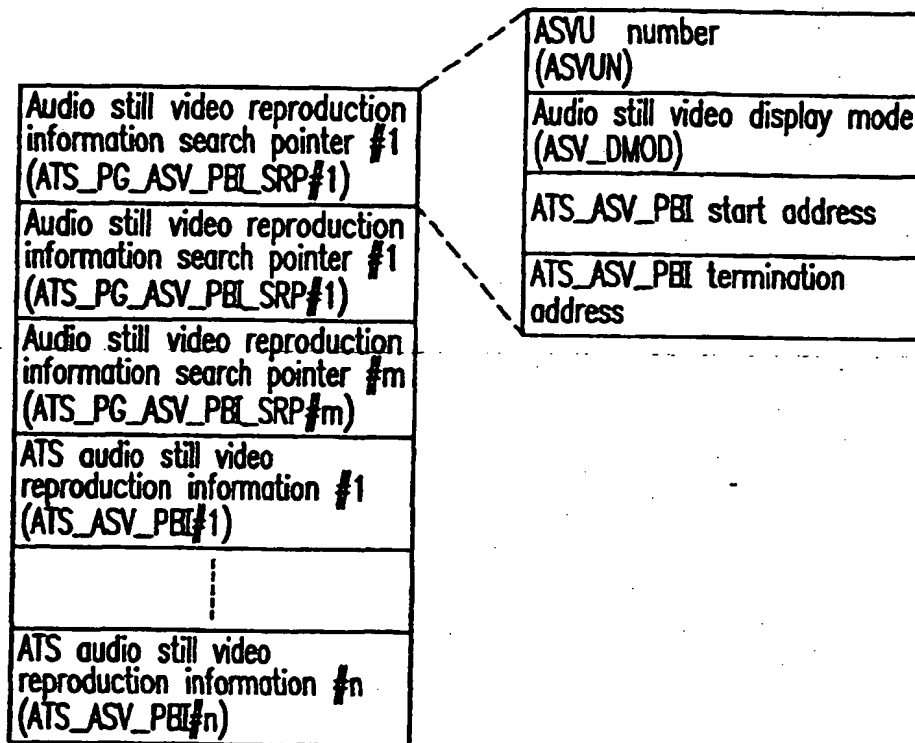 Audio still video reproduction
information search pointer #1
(ATS_PG_ASV_PBI_SRP#1)
Audio still video reproduction
information search pointer #1
(ATS_PG_ASV_PBI_SRP#1)
Audio still video reproduction
information search pointer #m
(ATS_PG_ASV_PBI_SRP#m)
ATS audio still video
reproduction information #1
(ATS_ASV_PBI#1)
ATS audio still video
reproduction information #n
(ATS_ASV_PBI#n)
ASVU number
(ASVUN)
Audio still video display mode
(ASV_DMOD)
ATS_ASV_PBI start address
ATS_ASV_PBI termination
address